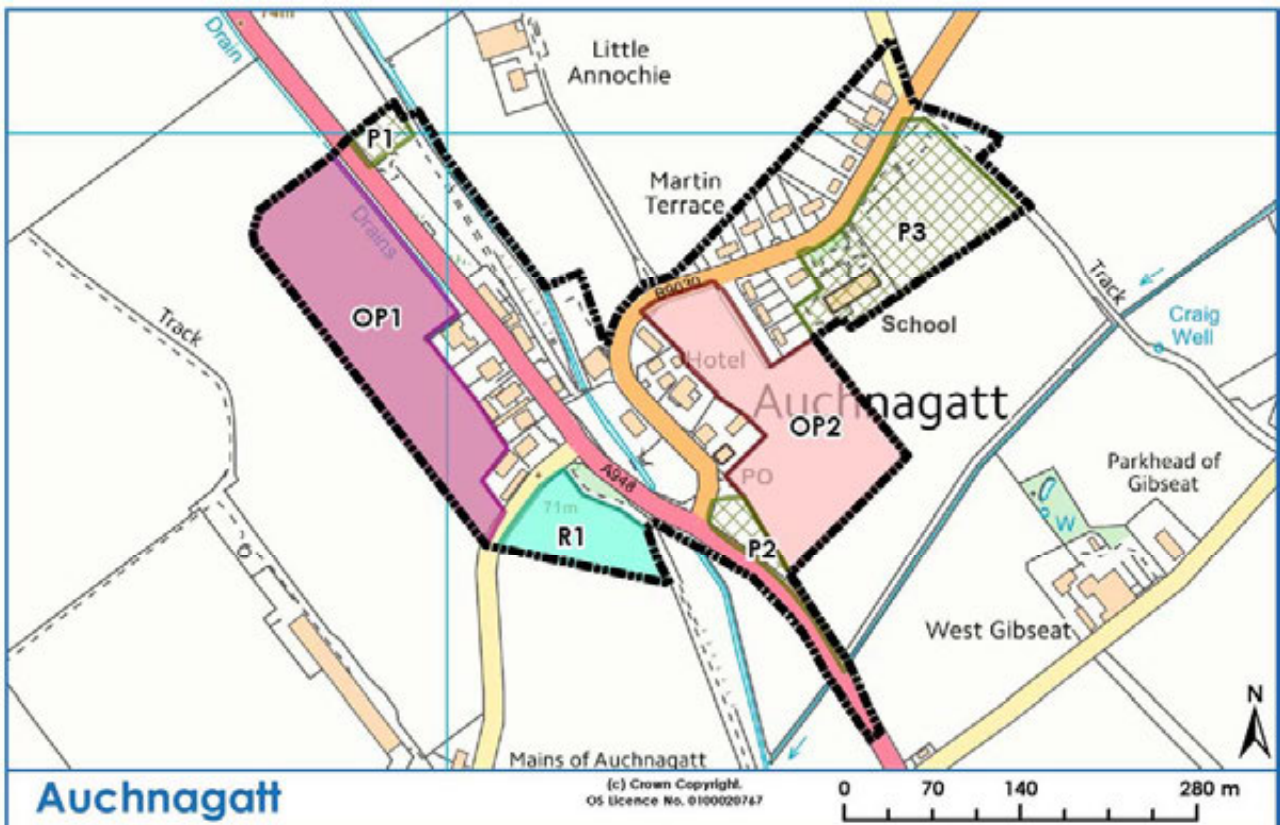 Drain
Little
Annochie
P1
Martin
Terrace
Drains
P3
OP1
Track
School
Track
Craig
Well
Hotel
Auchnagatt
OP2
Parkhead of
Gibseat
A948
PO
71m
R1
P2
W
West Gibseat
N
Mains of Auchnagatt
Auchnagatt
(c) Crown Copyright.
OS Licence No. 0100020767
0 70 140 280 m